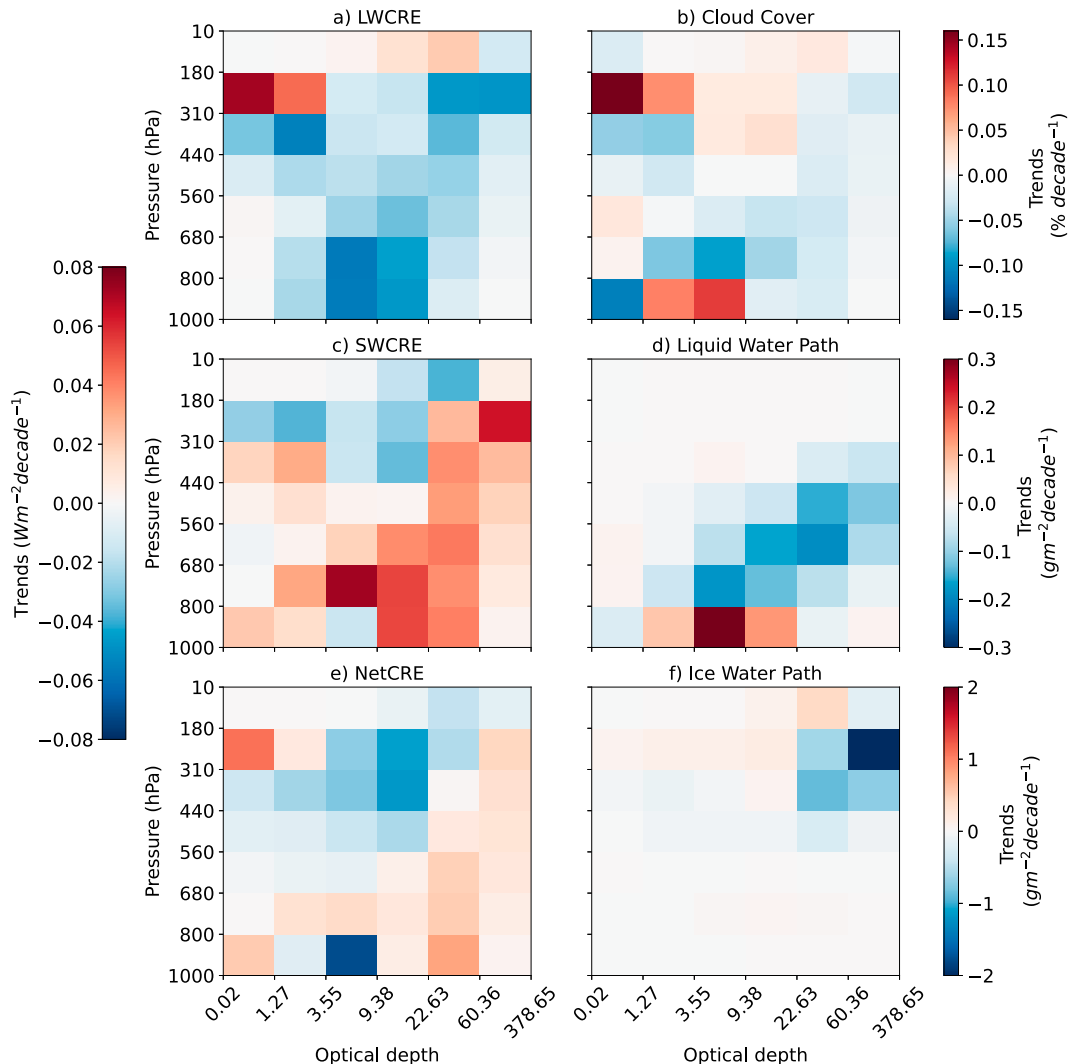 a) LWCRE
b) Cloud Cover
10
180
310
440
560
680
800
1000
Pressure (hPa)
0.15
0.10
0.05
0.00
−0.05
−0.10
−0.15
Trends
(% decade⁻¹)
0.08
0.06
0.04
0.02
0.00
−0.02
−0.04
−0.06
−0.08
Trends (Wm⁻²decade⁻¹)
c) SWCRE
d) Liquid Water Path
10
180
310
440
560
680
800
1000
Pressure (hPa)
0.3
0.2
0.1
0.0
−0.1
−0.2
−0.3
Trends
(gm⁻²decade⁻¹)
e) NetCRE
f) Ice Water Path
10
180
310
440
560
680
800
1000
Pressure (hPa)
2
1
0
−1
−2
Trends
(gm⁻²decade⁻¹)
0.02 1.27 3.55 9.38 22.63 60.36 378.65
0.02 1.27 3.55 9.38 22.63 60.36 378.65
Optical depth
Optical depth